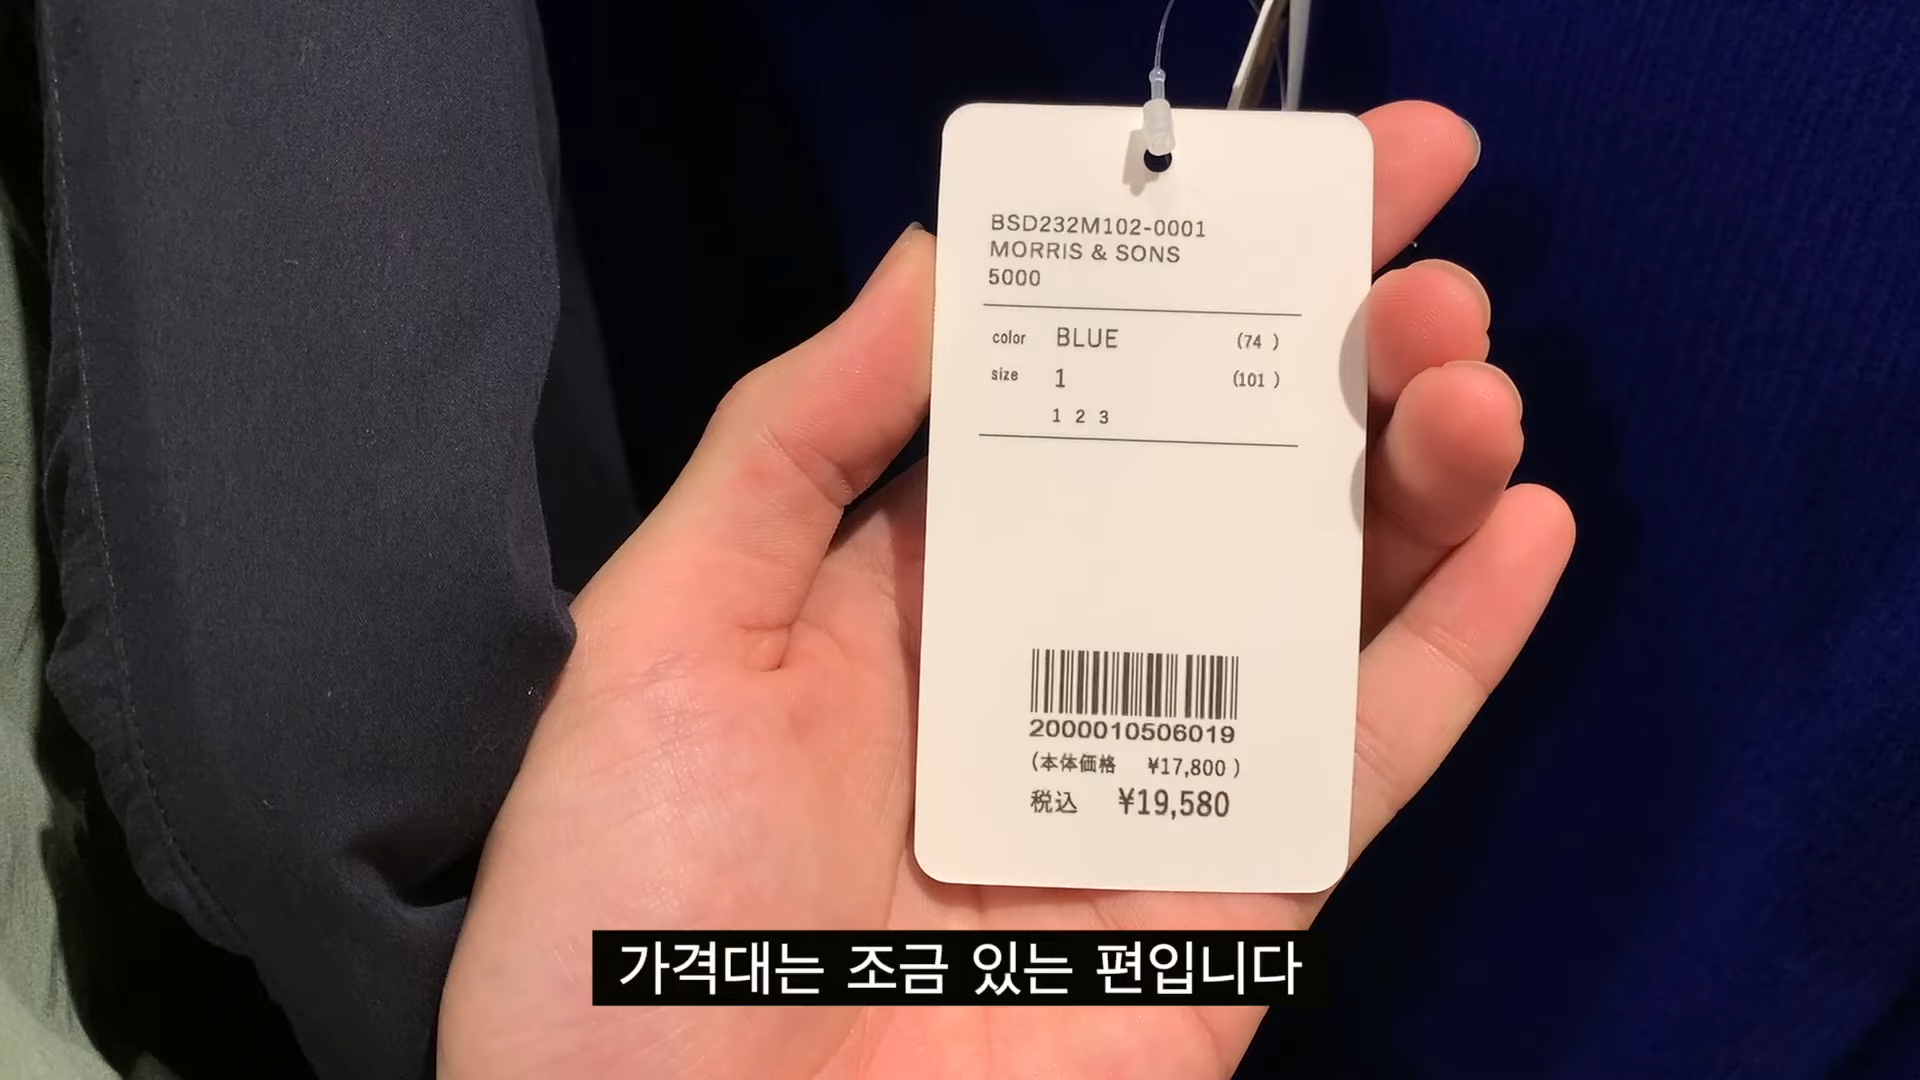 BSD232M102-0001
MORRIS & SONS
5000
color BLUE (74 )
size 1 (101 )
1 2 3
2000010506019
(本体価格 ¥17,800 )
税込 ¥19,580
가격대는 조금 있는 편입니다